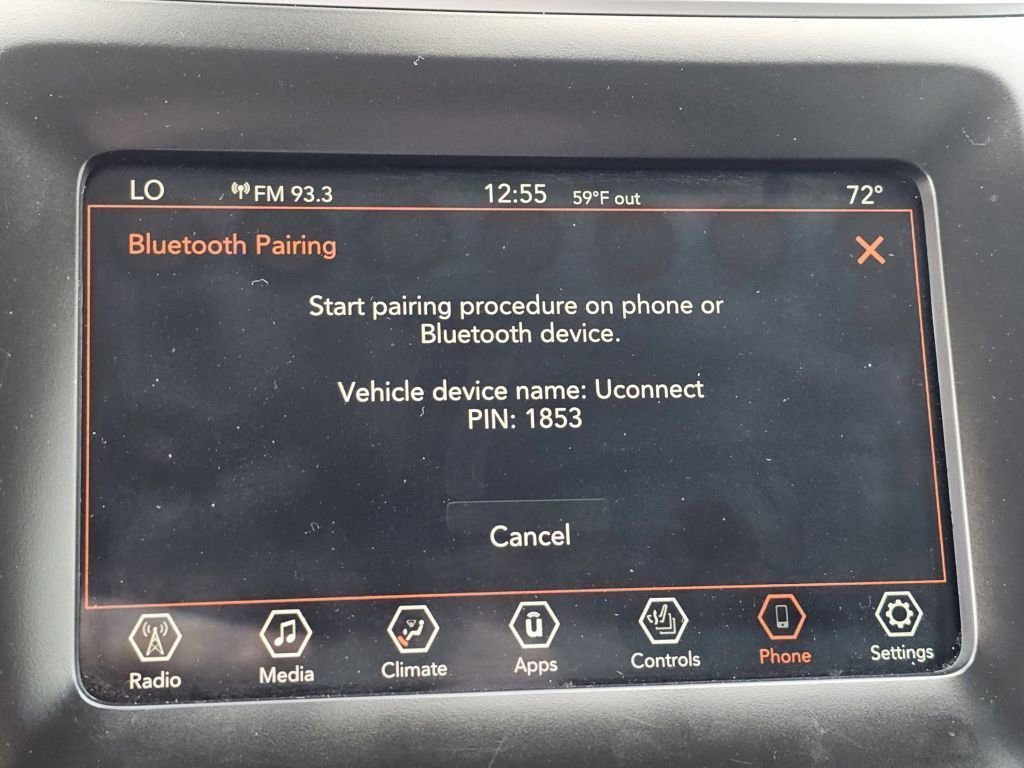 LO FM 93.3 12:55 59°F out 72°
Bluetooth Pairing
Start pairing procedure on phone or
Bluetooth device.
Vehicle device name: Uconnect
PIN: 1853
Cancel
Radio Media Climate ū Apps Controls Phone Settings